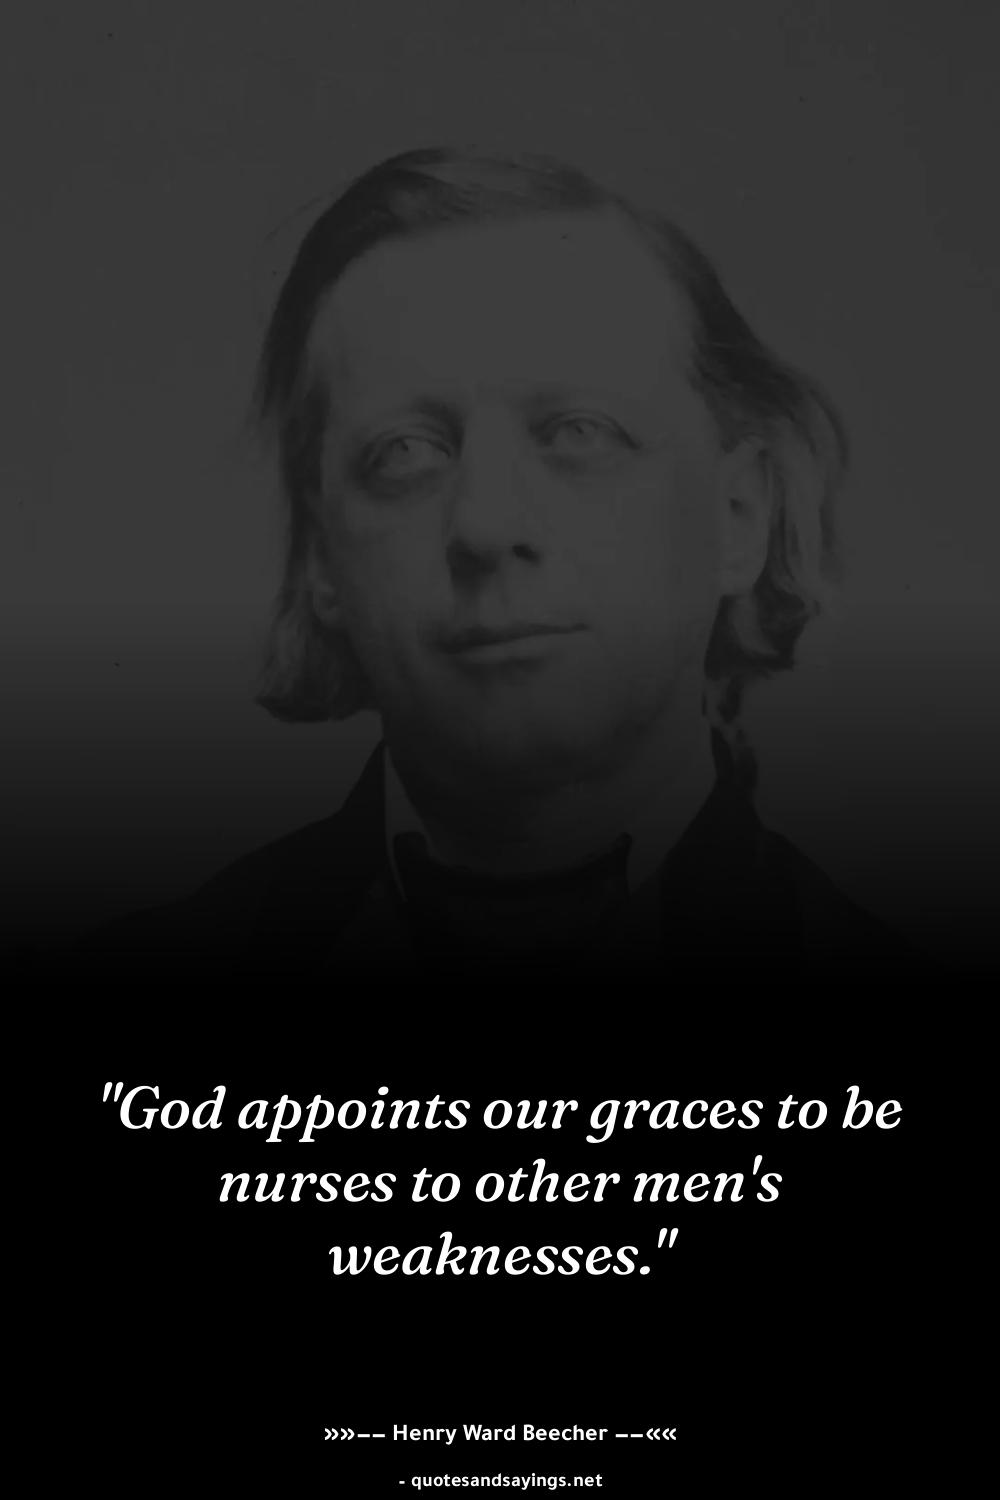 "God appoints our graces to be
nurses to other men's
weaknesses."
»»−− Henry Ward Beecher −−««
- quotesandsayings.net